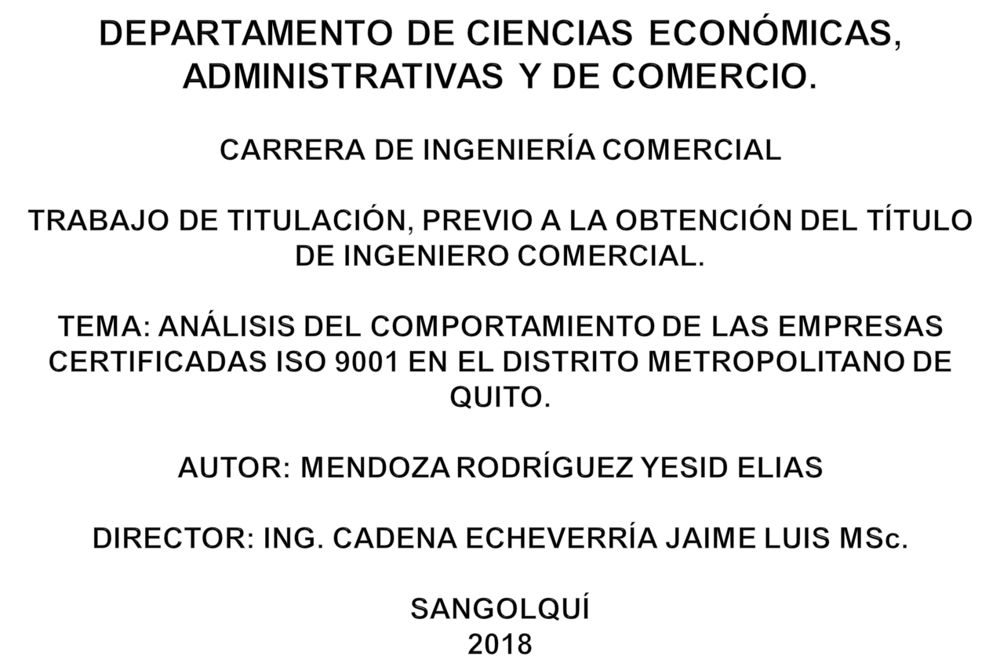 DEPARTAMENTO DE CIENCIAS ECONÓMICAS,
ADMINISTRATIVAS Y DE COMERCIO.
CARRERA DE INGENIERÍA COMERCIAL
TRABAJO DE TITULACIÓN, PREVIO A LA OBTENCIÓN DEL TÍTULO
DE INGENIERO COMERCIAL.
TEMA: ANÁLISIS DEL COMPORTAMIENTO DE LAS EMPRESAS
CERTIFICADAS ISO 9001 EN EL DISTRITO METROPOLITANO DE
QUITO.
AUTOR: MENDOZA RODRÍGUEZ YESID ELIAS
DIRECTOR: ING. CADENA ECHEVERRÍA JAIME LUIS MSc.
SANGOLQUÍ
2018